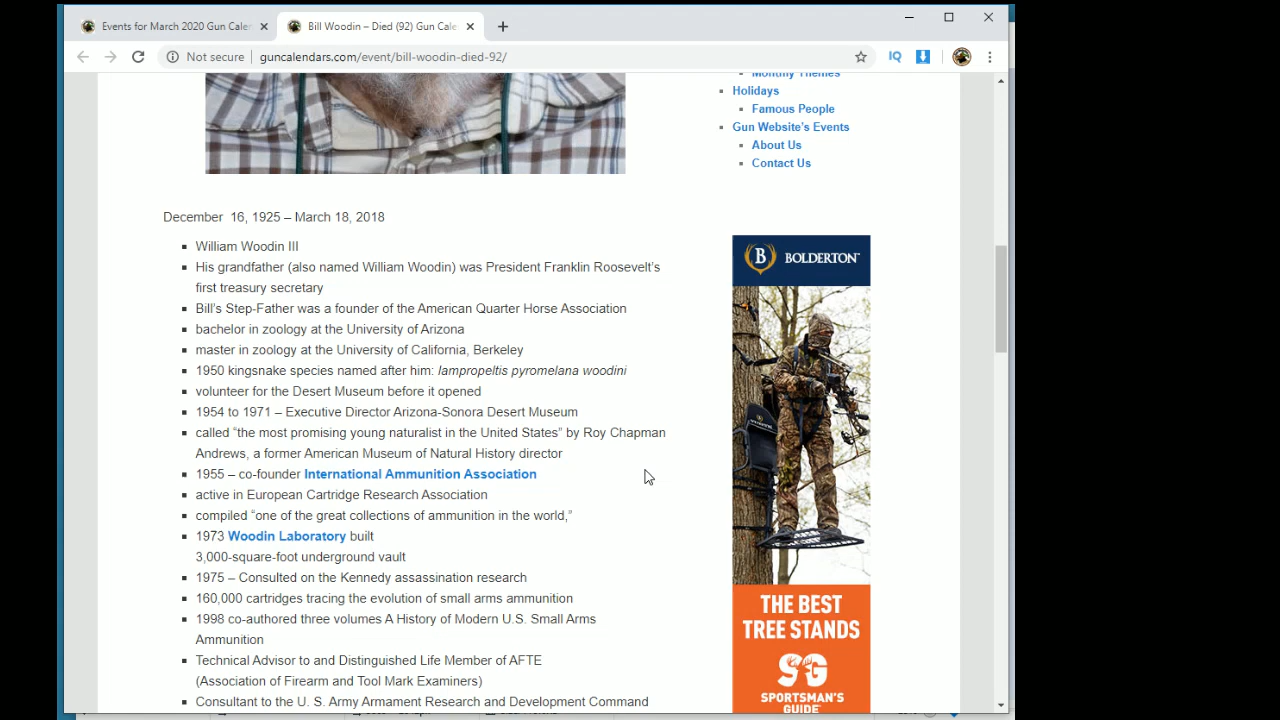 Events for March 2020 Gun Cale
Bill Woodin – Died (92) Gun Cale
Not secure
guncalendars.com/event/bill-woodin-died-92/
IQ
Monthly Themes
Holidays
Famous People
Gun Website's Events
About Us
Contact Us
December 16, 1925 – March 18, 2018
William Woodin III
His grandfather (also named William Woodin) was President Franklin Roosevelt's
first treasury secretary
Bill's Step-Father was a founder of the American Quarter Horse Association
bachelor in zoology at the University of Arizona
master in zoology at the University of California, Berkeley
1950 kingsnake species named after him: lampropeltis pyromelana woodini
volunteer for the Desert Museum before it opened
1954 to 1971 – Executive Director Arizona-Sonora Desert Museum
called "the most promising young naturalist in the United States" by Roy Chapman
Andrews, a former American Museum of Natural History director
1955 – co-founder International Ammunition Association
active in European Cartridge Research Association
compiled "one of the great collections of ammunition in the world,"
1973 Woodin Laboratory built
3,000-square-foot underground vault
1975 – Consulted on the Kennedy assassination research
160,000 cartridges tracing the evolution of small arms ammunition
1998 co-authored three volumes A History of Modern U.S. Small Arms
Ammunition
Technical Advisor to and Distinguished Life Member of AFTE
(Association of Firearm and Tool Mark Examiners)
Consultant to the U. S. Army Armament Research and Development Command
B BOLDERTON™
THE BEST
TREE STANDS
SG
SPORTSMAN'S
GUIDE